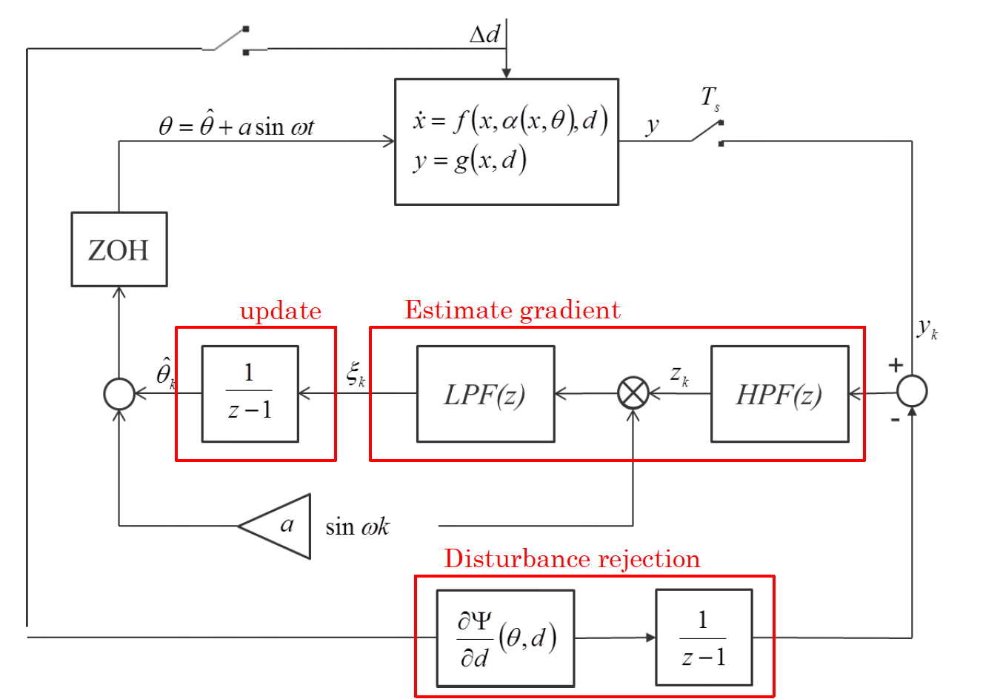 Δd
T_s
θ = θ̂ + a sin ωt
ẋ = f(x, α(x, θ), d)
y = g(x, d)
y
ZOH
update
Estimate gradient
y_k
+
-
θ̂_k
1
z − 1
ξ_k
LPF(z)
z_k
HPF(z)
a
sin ωk
Disturbance rejection
∂Ψ
∂d
(θ, d)
1
z − 1